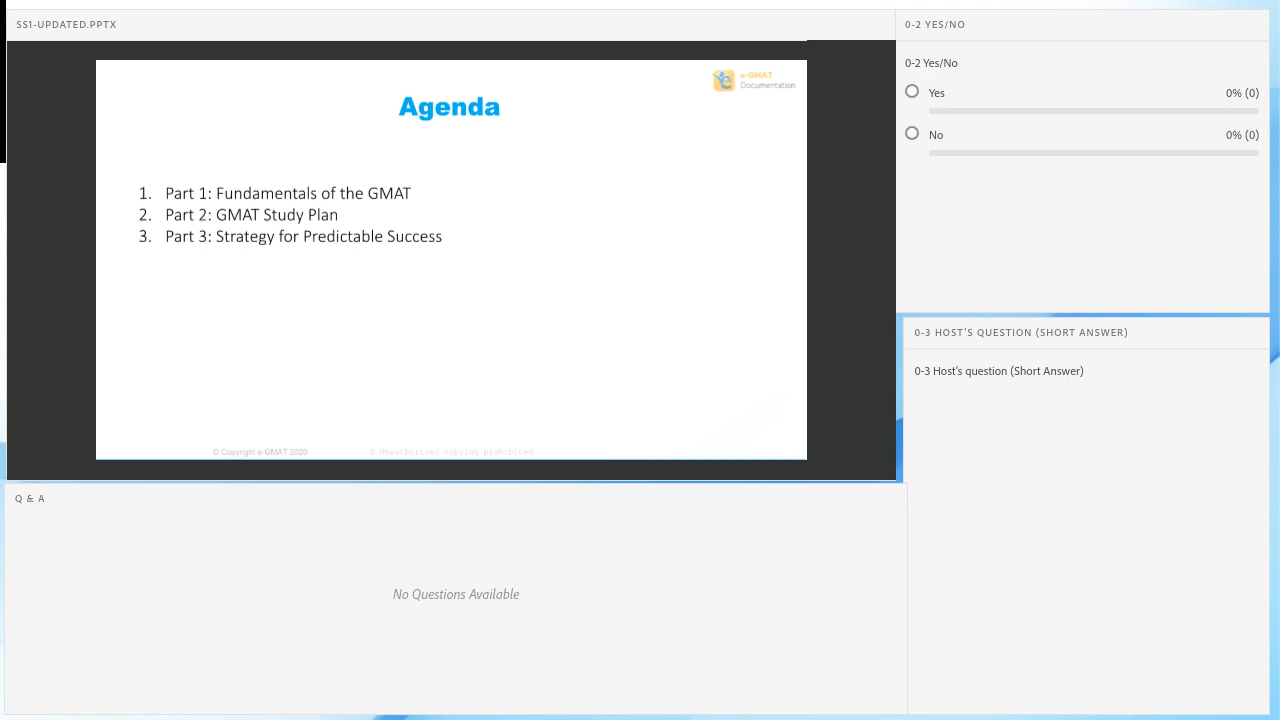 SS1-UPDATED.PPTX
e-GMAT
Documentation
Agenda
1. Part 1: Fundamentals of the GMAT
2. Part 2: GMAT Study Plan
3. Part 3: Strategy for Predictable Success
© Copyright e-GMAT 2020
© Unauthorised copying prohibited
0-2 YES/NO
0-2 Yes/No
Yes 0% (0)
No 0% (0)
0-3 HOST'S QUESTION (SHORT ANSWER)
0-3 Host's question (Short Answer)
Q & A
No Questions Available